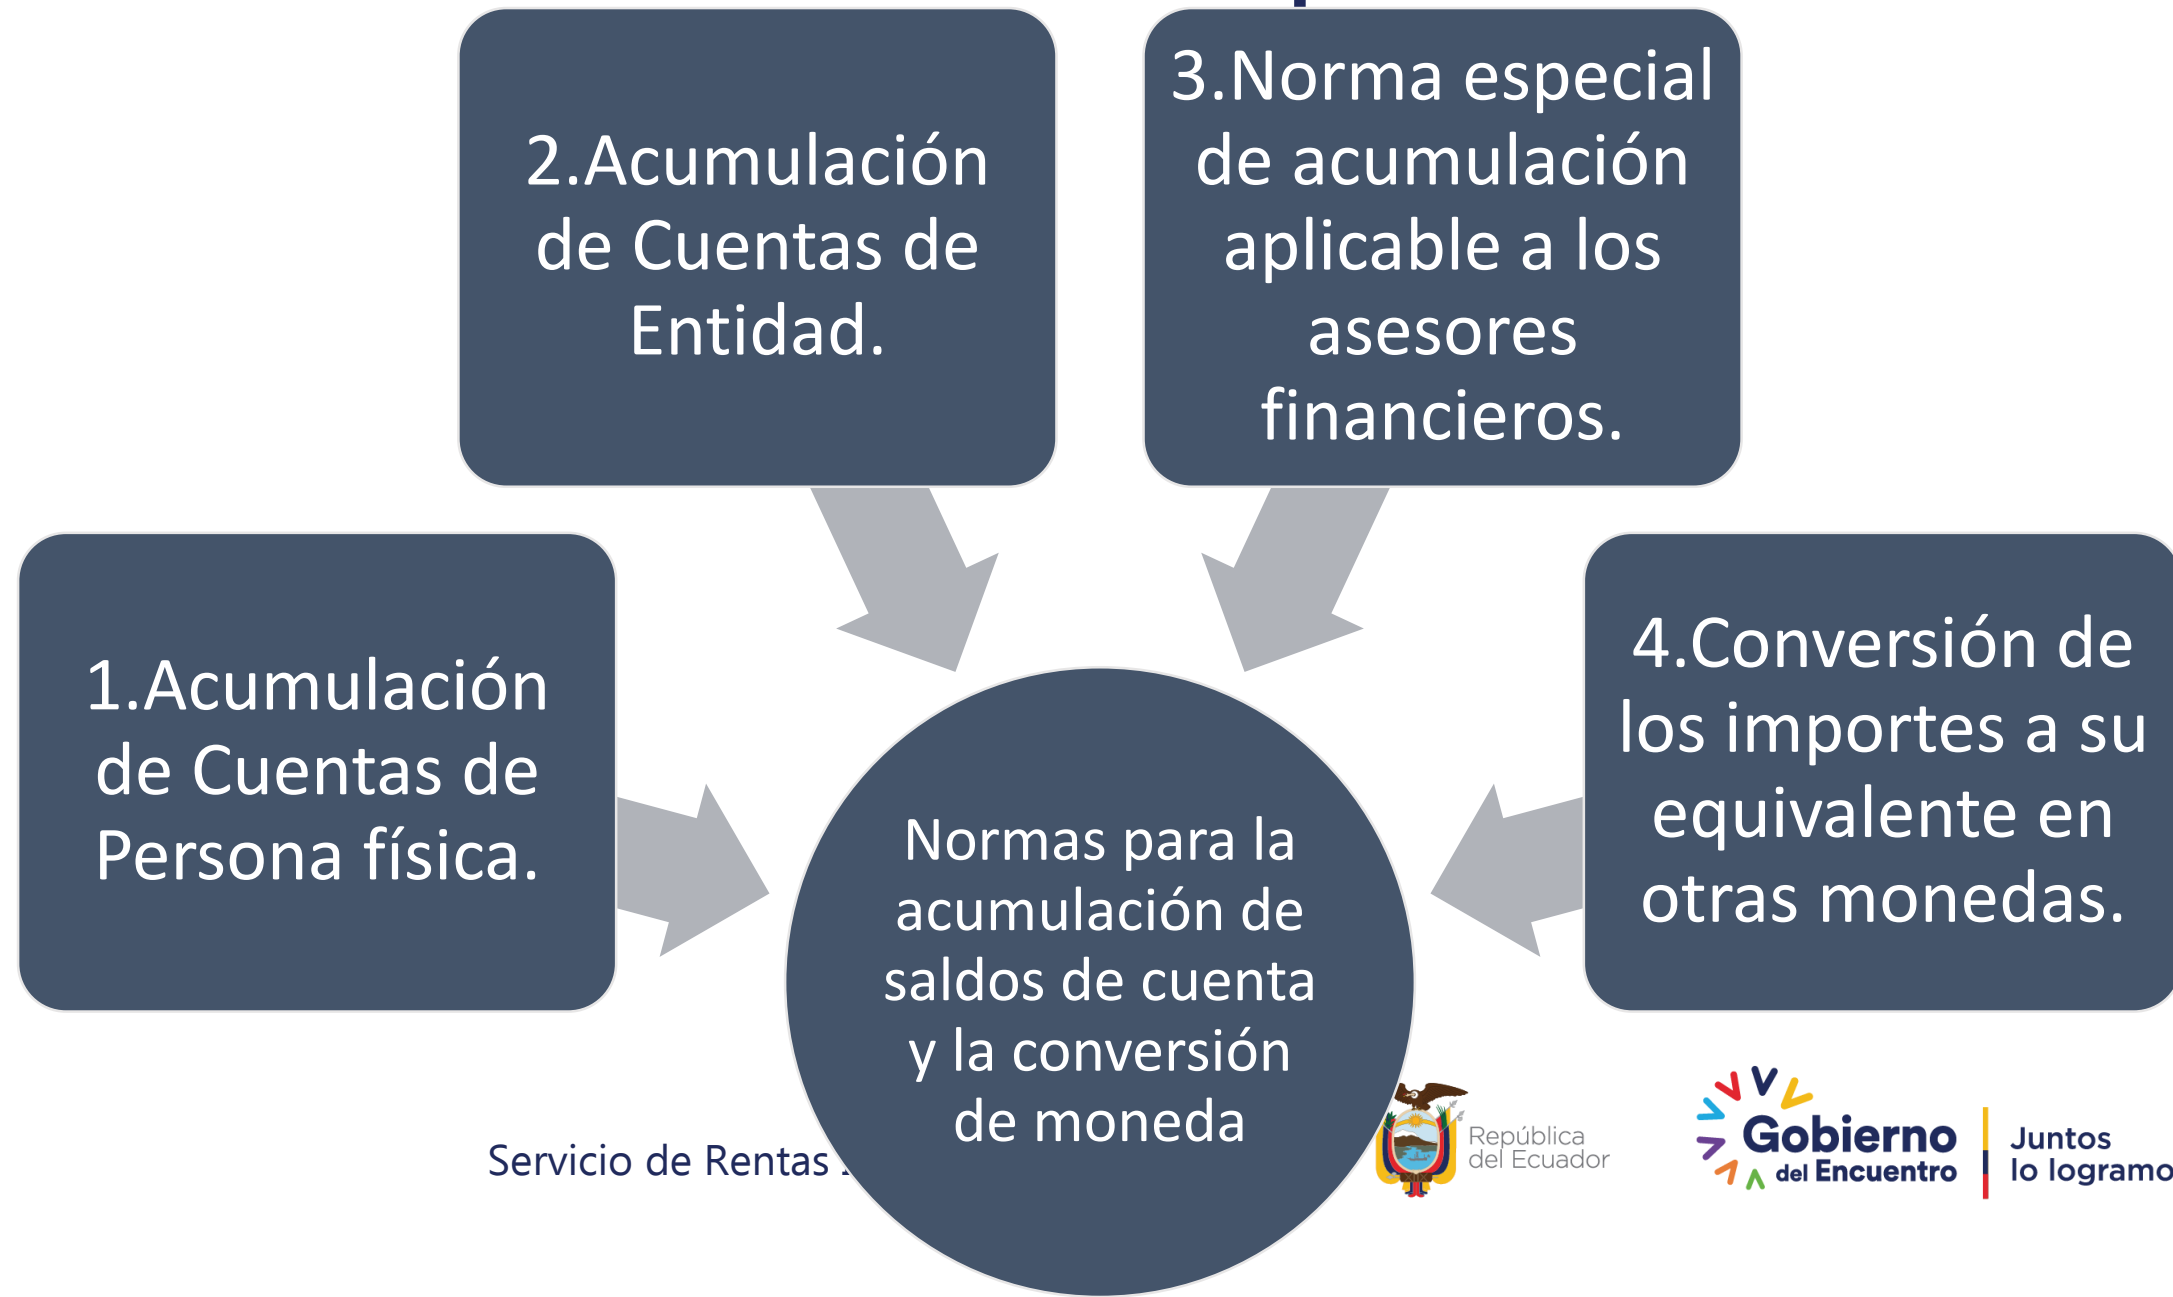 2.Acumulación
de Cuentas de
Entidad.
3.Norma especial
de acumulación
aplicable a los
asesores
financieros.
1.Acumulación
de Cuentas de
Persona física.
4.Conversión de
los importes a su
equivalente en
otras monedas.
Normas para la
acumulación de
saldos de cuenta
y la conversión
de moneda
Servicio de Rentas
República
del Ecuador
Gobierno
del Encuentro
Juntos
lo logramo